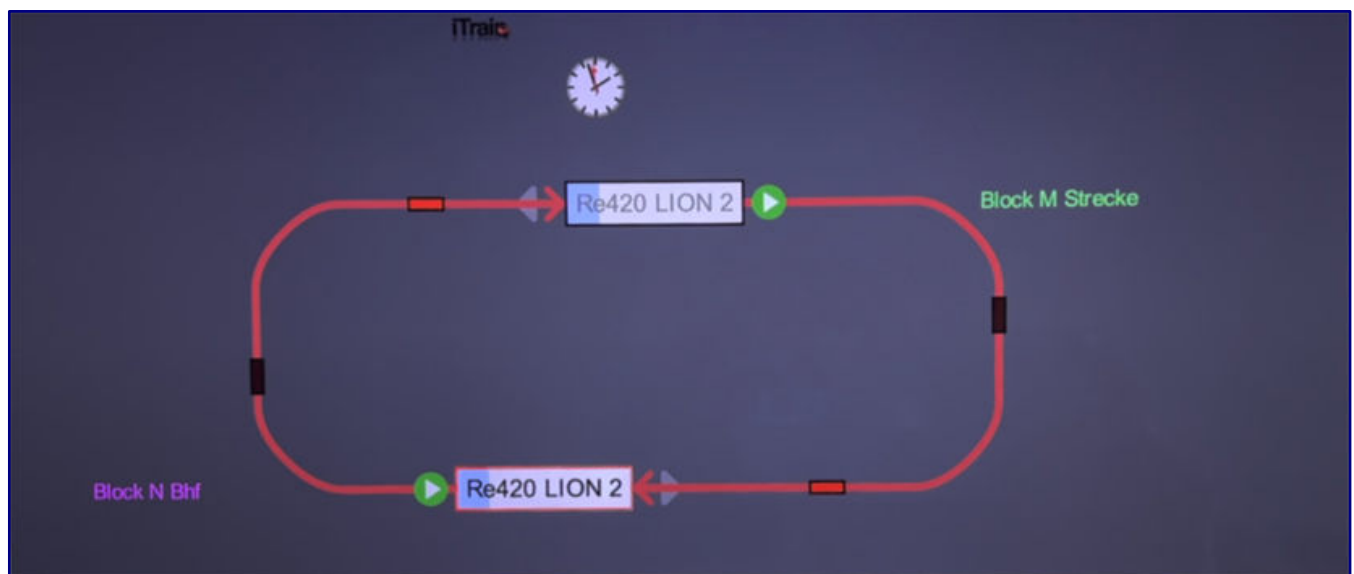 iTrain
Re420 LION 2
Block M Strecke
Block N Bhf
Re420 LION 2